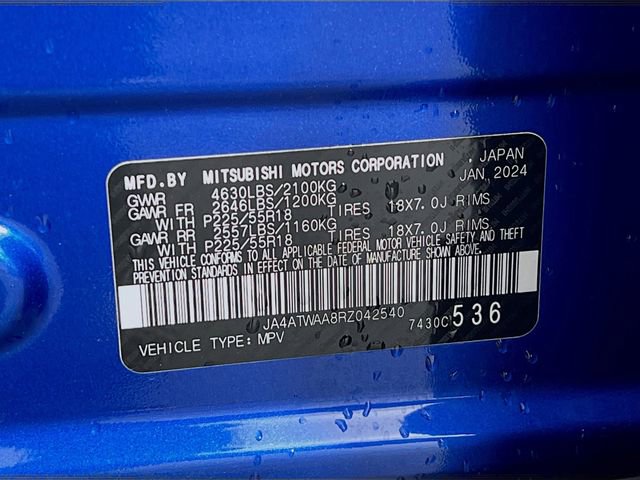 MFD.BY MITSUBISHI MOTORS CORPORATION , JAPAN
GVWR 4630LBS/2100KG JAN, 2024
GAWR FR 2646LBS/1200KG
WITH P225/55R18 TIRES 18X7.0J RIMS
GAWR RR 2557LBS/1160KG
WITH P225/55R18 TIRES 18X7.0J RIMS
THIS VEHICLE CONFORMS TO ALL APPLICABLE FEDERAL MOTOR VEHICLE SAFETY AND THEFT
PREVENTION STANDARDS IN EFFECT ON THE DATE OF MANUFACTURE SHOWN ABOVE.
JA4ATWAA8RZ042540 7430C536
VEHICLE TYPE: MPV